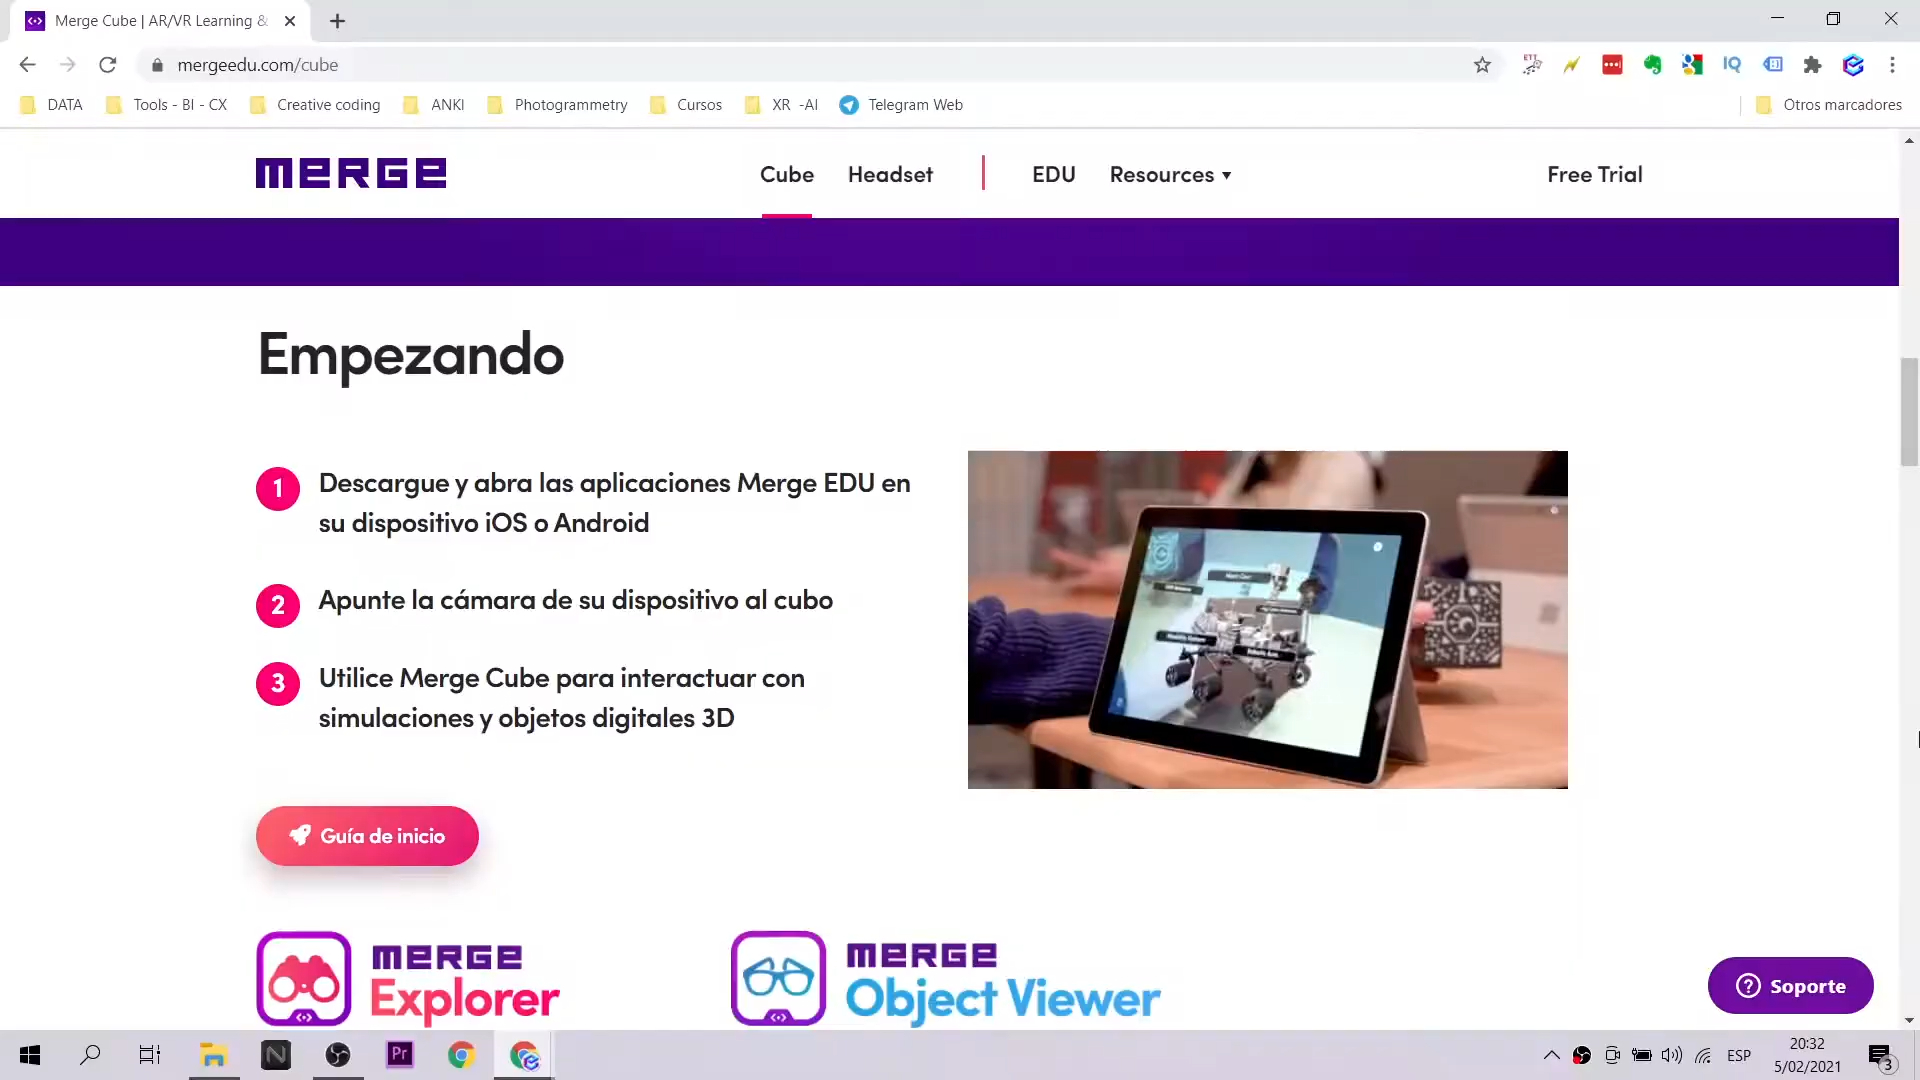 Merge Cube | AR/VR Learning &
mergeedu.com/cube
DATA
Tools - BI - CX
Creative coding
ANKI
Photogrammetry
Cursos
XR -AI
Telegram Web
Otros marcadores
MERGE
Cube
Headset
EDU
Resources
Free Trial
Empezando
1
Descargue y abra las aplicaciones Merge EDU en
su dispositivo iOS o Android
2
Apunte la cámara de su dispositivo al cubo
3
Utilice Merge Cube para interactuar con
simulaciones y objetos digitales 3D
Guía de inicio
MERGE
Explorer
MERGE
Object Viewer
Soporte
Pr
ESP
20:32
5/02/2021
3